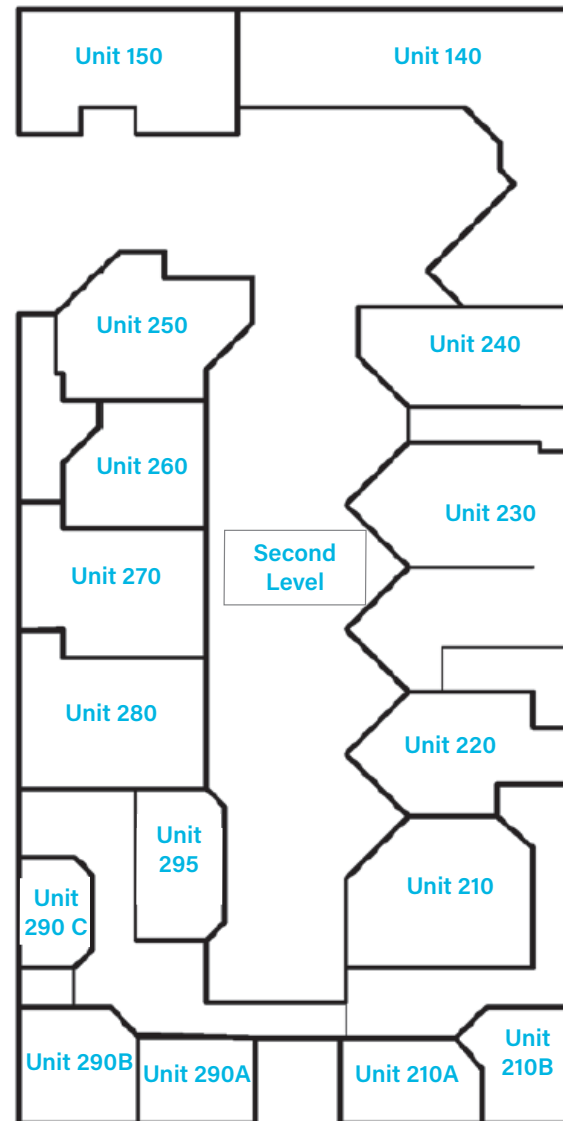 Unit 150
Unit 140
Unit 250
Unit 240
Unit 260
Unit 230
Second
Level
Unit 270
Unit 280
Unit 220
Unit
295
Unit 210
Unit
290 C
Unit 290B
Unit 290A
Unit 210A
Unit
210B